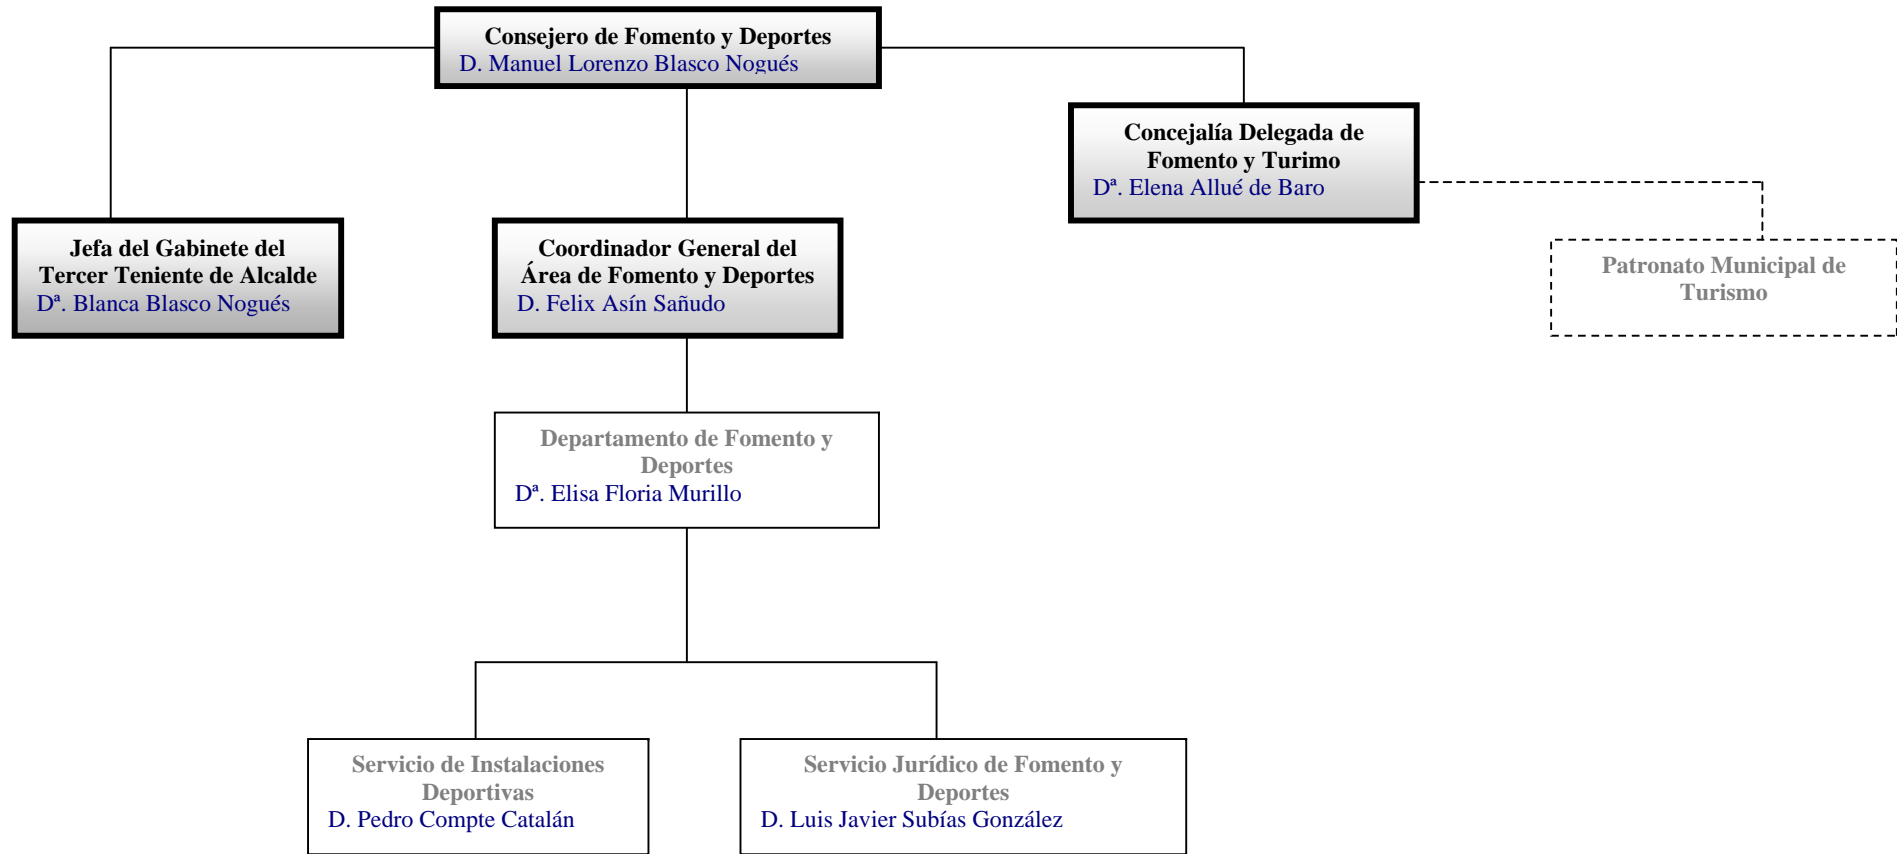 Consejero de Fomento y Deportes
D. Manuel Lorenzo Blasco Nogués
Concejalía Delegada de
Fomento y Turimo
Dª. Elena Allué de Baro
Jefa del Gabinete del
Tercer Teniente de Alcalde
Dª. Blanca Blasco Nogués
Coordinador General del
Área de Fomento y Deportes
D. Felix Asín Sañudo
Patronato Municipal de
Turismo
Departamento de Fomento y
Deportes
Dª. Elisa Floria Murillo
Servicio de Instalaciones
Deportivas
D. Pedro Compte Catalán
Servicio Jurídico de Fomento y
Deportes
D. Luis Javier Subías González